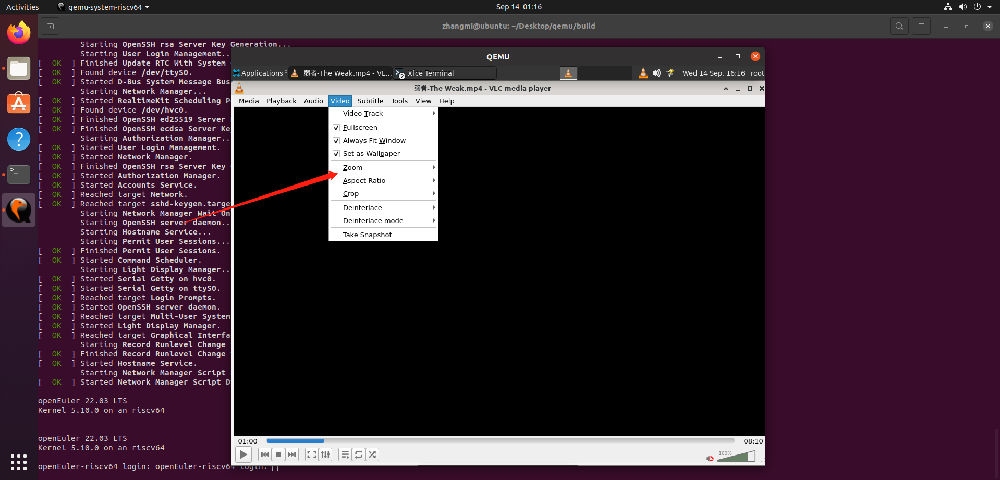 Activities
qemu-system-riscv64
Sep 14 01:16
zhangmi@ubuntu: ~/Desktop/qemu/build
Starting OpenSSH rsa Server Key Generation...
Starting User Login Management..
[ OK ] Finished Update RTC With System
[ OK ] Found device /dev/ttyS0.
[ OK ] Started D-Bus System Message Bus
Starting Network Manager...
[ OK ] Started RealtimeKit Scheduling Po
[ OK ] Found device /dev/hvc0.
[ OK ] Finished OpenSSH ed25519 Server
[ OK ] Finished OpenSSH ecdsa Server Ke
Starting Authorization Manager..
[ OK ] Started User Login Management.
[ OK ] Started Network Manager.
[ OK ] Finished OpenSSH rsa Server Key
[ OK ] Started Authorization Manager.
[ OK ] Started Accounts Service.
[ OK ] Reached target Network.
[ OK ] Reached target sshd-keygen.targe
Starting Network Manager Wait On
Starting OpenSSH server daemon..
Starting Hostname Service...
Starting Permit User Sessions...
[ OK ] Finished Permit User Sessions.
[ OK ] Started Command Scheduler.
Starting Light Display Manager..
[ OK ] Started Serial Getty on hvc0.
[ OK ] Started Serial Getty on ttyS0.
[ OK ] Reached target Login Prompts.
[ OK ] Started OpenSSH server daemon.
[ OK ] Reached target Multi-User System
[ OK ] Started Light Display Manager.
[ OK ] Reached target Graphical Interfa
Starting Record Runlevel Change
[ OK ] Finished Record Runlevel Change
[ OK ] Started Hostname Service.
Starting Network Manager Script
[ OK ] Started Network Manager Script D
openEuler 22.03 LTS
Kernel 5.10.0 on an riscv64
openEuler 22.03 LTS
Kernel 5.10.0 on an riscv64
openEuler-riscv64 login: openEuler-riscv64 login:
QEMU
Applications
弱者-The Weak.mp4 - VL...
2
Xfce Terminal
Wed 14 Sep, 16:16
root
弱者-The Weak.mp4 - VLC media player
Media Playback Audio Video Subtitle Tools View Help
Video Track
Fullscreen
Always Fit Window
Set as Wallpaper
Zoom
Aspect Ratio
Crop
Deinterlace
Deinterlace mode
Take Snapshot
01:00
08:10
100%